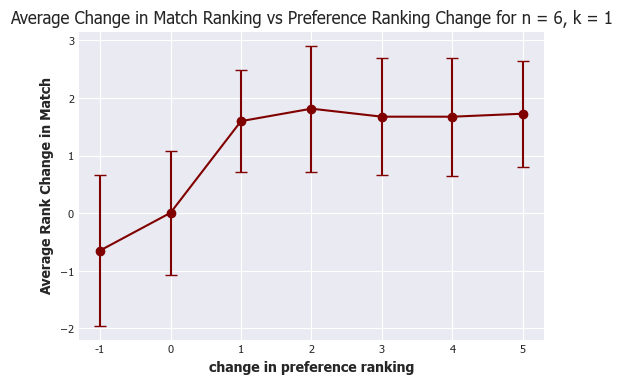 Average Change in Match Ranking vs Preference Ranking Change for n = 6, k = 1
Average Rank Change in Match
3
2
1
0
−1
−2
-1 0 1 2 3 4 5
change in preference ranking